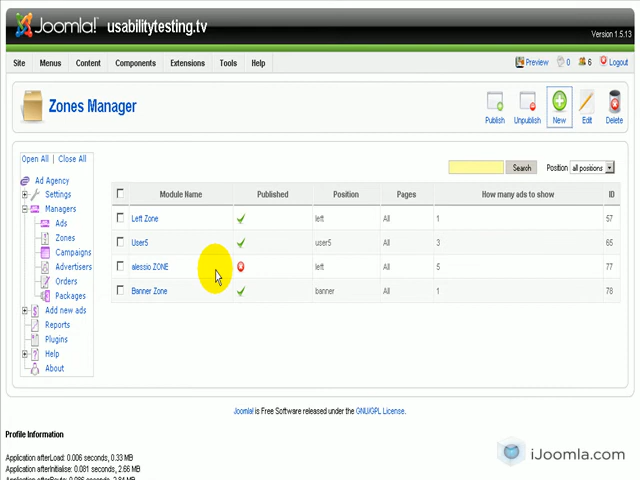 Joomla! usabilitytesting.tv
Version 1.5.13
Site Menus Content Components Extensions Tools Help Preview 0 6 Logout
Zones Manager
Publish Unpublish New Edit Delete
Open All | Close All
Search Position all positions
Ad Agency
Settings
Managers
Ads
Zones
Campaigns
Advertisers
Orders
Packages
Add new ads
Reports
Plugins
Help
About
Module Name Published Position Pages How many ads to show ID
Left Zone left All 1 57
User5 user5 All 3 65
alessio ZONE left All 5 77
Banner Zone banner All 1 78
Joomla! is Free Software released under the GNU/GPL License.
Profile Information
Application afterLoad: 0.006 seconds, 0.33 MB
Application afterInitialise: 0.081 seconds, 2.66 MB
iJoomla.com